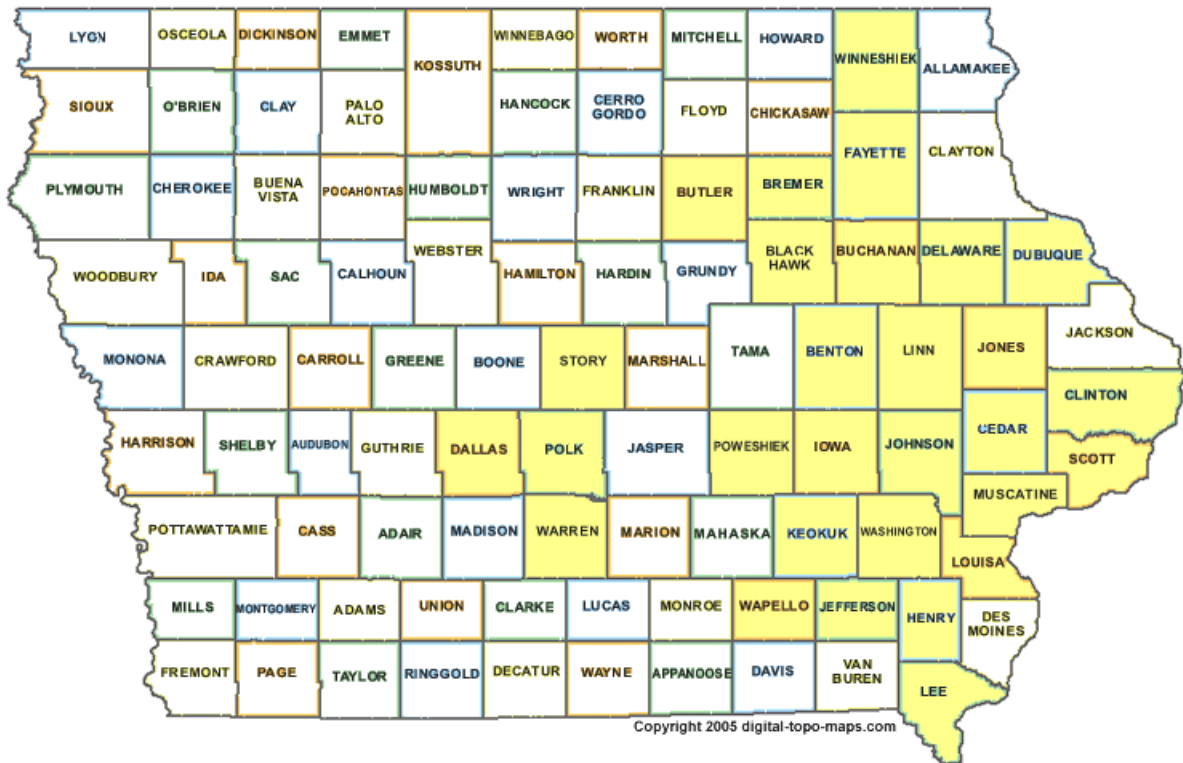 LYON
OSCEOLA
DICKINSON
EMMET
KOSSUTH
WINNEBAGO
WORTH
MITCHELL
HOWARD
WINNESHIEK
ALLAMAKEE
SIOUX
O'BRIEN
CLAY
PALO
ALTO
HANCOCK
CERRO
GORDO
FLOYD
CHICKASAW
FAYETTE
CLAYTON
PLYMOUTH
CHEROKEE
BUENA
VISTA
POCAHONTAS
HUMBOLDT
WRIGHT
FRANKLIN
BUTLER
BREMER
WOODBURY
IDA
SAC
CALHOUN
WEBSTER
HAMILTON
HARDIN
GRUNDY
BLACK
HAWK
BUCHANAN
DELAWARE
DUBUQUE
MONONA
CRAWFORD
CARROLL
GREENE
BOONE
STORY
MARSHALL
TAMA
BENTON
LINN
JONES
JACKSON
CLINTON
HARRISON
SHELBY
AUDUBON
GUTHRIE
DALLAS
POLK
JASPER
POWESHIEK
IOWA
JOHNSON
CEDAR
SCOTT
MUSCATINE
POTTAWATTAMIE
CASS
ADAIR
MADISON
WARREN
MARION
MAHASKA
KEOKUK
WASHINGTON
LOUISA
MILLS
MONTGOMERY
ADAMS
UNION
CLARKE
LUCAS
MONROE
WAPELLO
JEFFERSON
HENRY
DES
MOINES
FREMONT
PAGE
TAYLOR
RINGGOLD
DECATUR
WAYNE
APPANOOSE
DAVIS
VAN
BUREN
LEE
Copyright 2005 digital-topo-maps.com